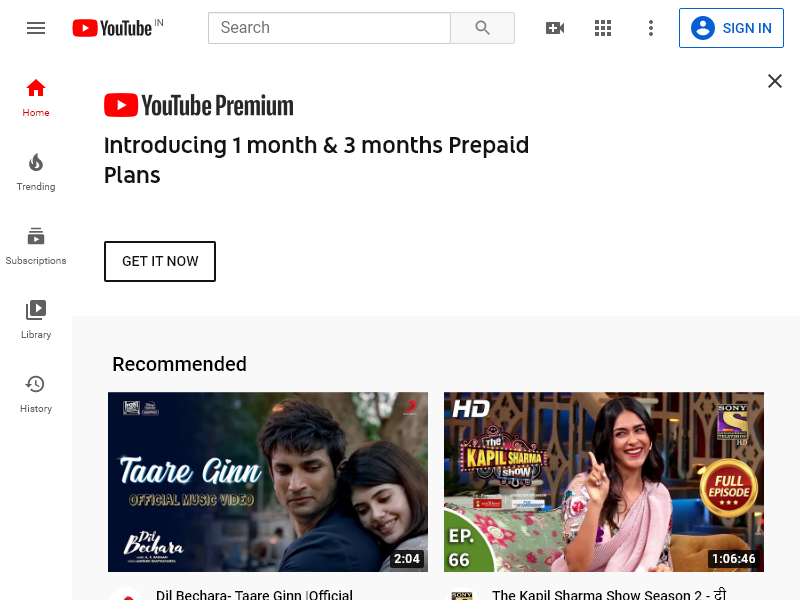 YouTube IN
Search
SIGN IN
Home
Trending
Subscriptions
Library
History
YouTube Premium
Introducing 1 month & 3 months Prepaid
Plans
GET IT NOW
Recommended
Taare Ginn
OFFICIAL MUSIC VIDEO
Dil
Bechara
2:04
HD
The
KAPIL SHARMA
SHOW
SONY
HD
FULL
EPISODE
EP.
66
1:06:46
Dil Bechara- Taare Ginn |Official
SONY
The Kapil Sharma Show Season 2 - दी